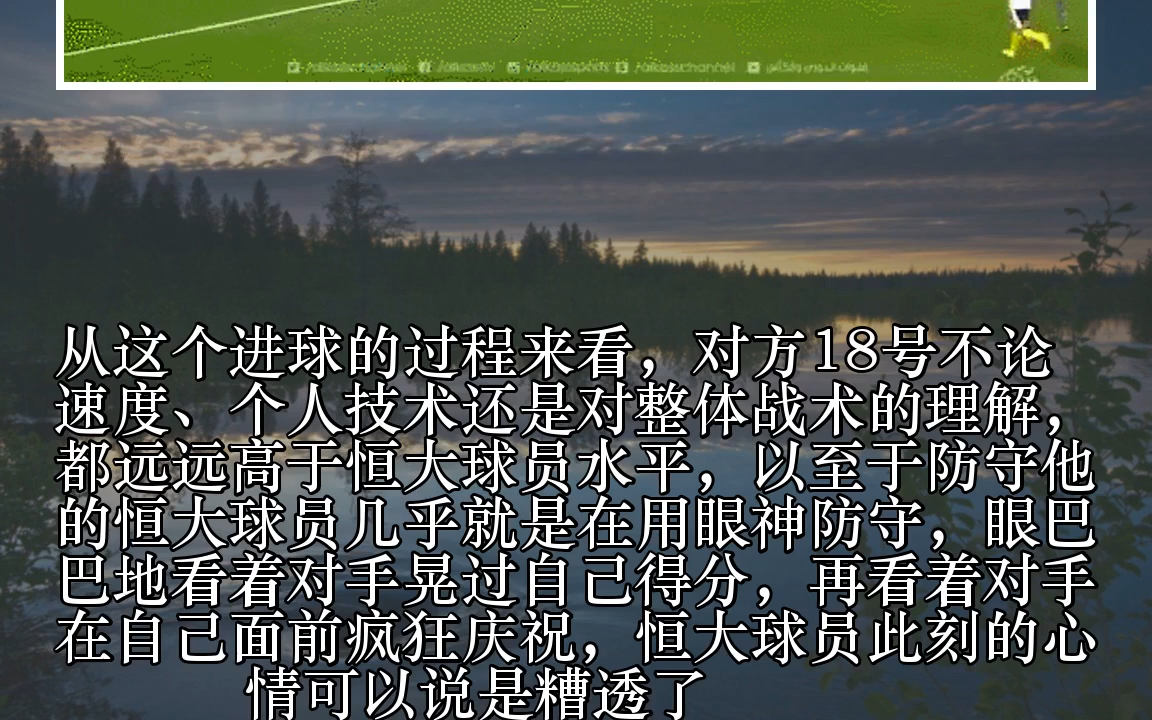 从这个进球的过程来看，对方18号不论
速度、个人技术还是对整体战术的理解，
都远远高于恒大球员水平，以至于防守他
的恒大球员几乎就是在用眼神防守，眼巴
巴地看着对手晃过自己得分，再看着对手
在自己面前疯狂庆祝，恒大球员此刻的心
情可以说是糟透了